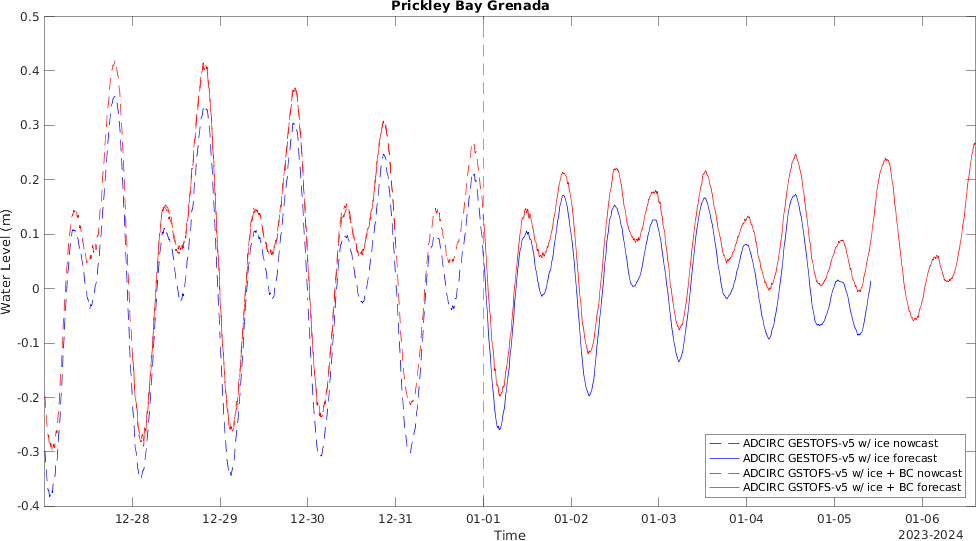 Prickley Bay Grenada
0.5
0.4
0.3
0.2
0.1
0
-0.1
-0.2
-0.3
-0.4
Water Level (m)
12-28 12-29 12-30 12-31 01-01 01-02 01-03 01-04 01-05 01-06
Time
2023-2024
ADCIRC GESTOFS-v5 w/ ice nowcast
ADCIRC GESTOFS-v5 w/ ice forecast
ADCIRC GSTOFS-v5 w/ ice + BC nowcast
ADCIRC GSTOFS-v5 w/ ice + BC forecast